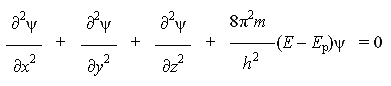 ∂²ψ/∂x² + ∂²ψ/∂y² + ∂²ψ/∂z² + 8π²m/h² (E – Eₚ)ψ = 0